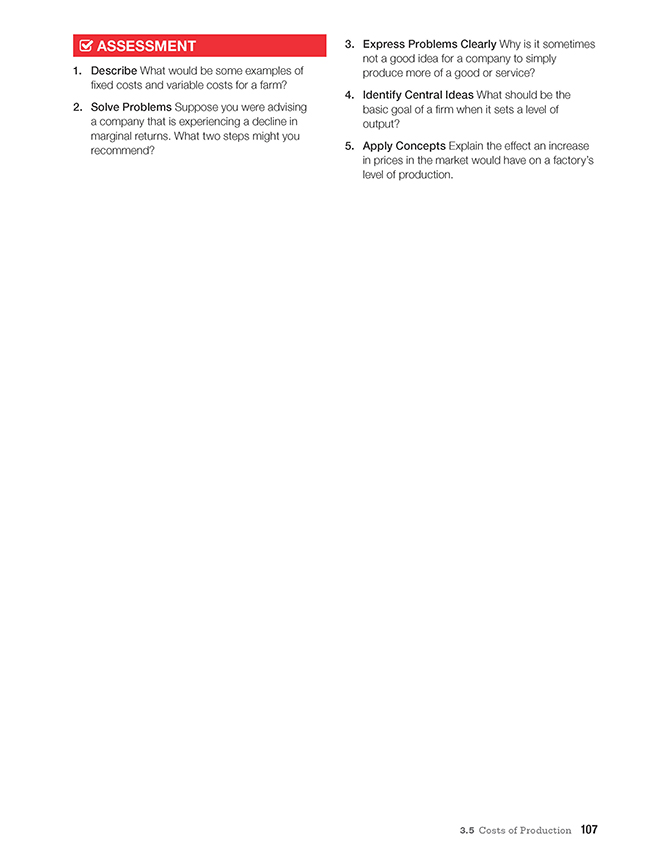 ASSESSMENT
1. Describe What would be some examples of
fixed costs and variable costs for a farm?
2. Solve Problems Suppose you were advising
a company that is experiencing a decline in
marginal returns. What two steps might you
recommend?
3. Express Problems Clearly Why is it sometimes
not a good idea for a company to simply
produce more of a good or service?
4. Identify Central Ideas What should be the
basic goal of a firm when it sets a level of
output?
5. Apply Concepts Explain the effect an increase
in prices in the market would have on a factory’s
level of production.
3.5 Costs of Production 107